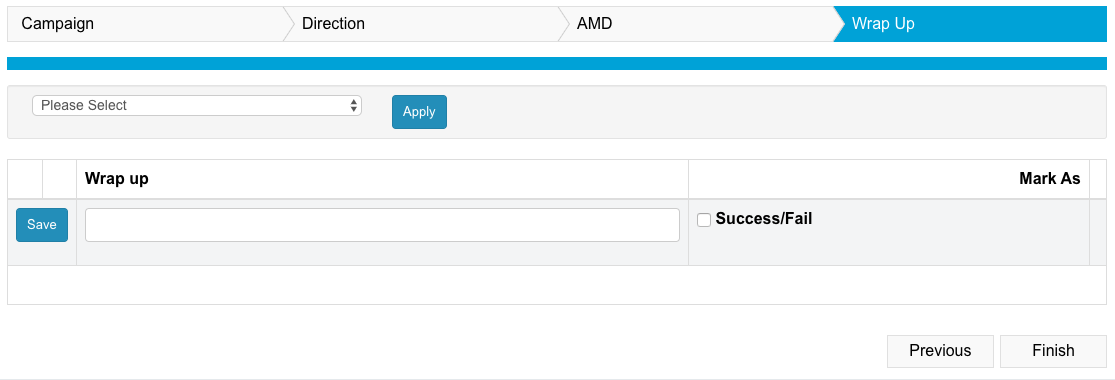 Campaign Direction AMD Wrap Up
Please Select Apply
Wrap up Mark As
Save Success/Fail
Previous Finish